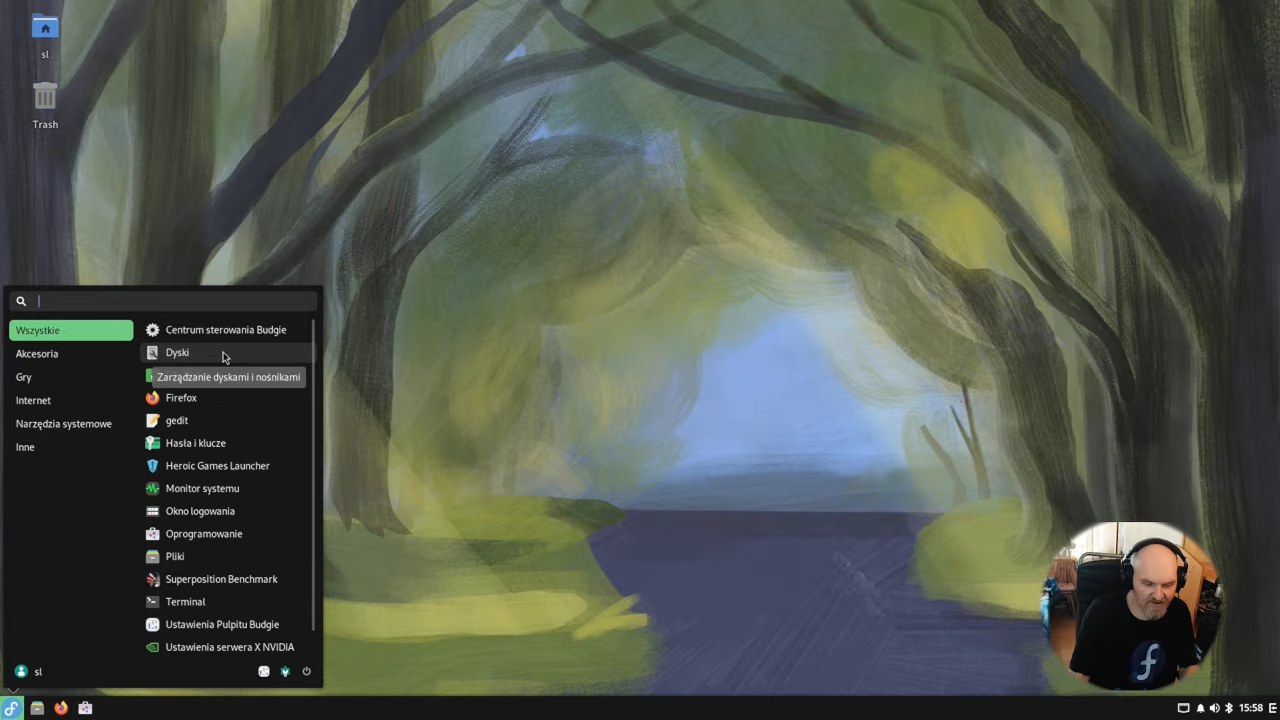 sl
Trash
Wszystkie
Akcesoria
Gry
Internet
Narzędzia systemowe
Inne
Centrum sterowania Budgie
Dyski
Zarządzanie dyskami i nośnikami
Firefox
gedit
Hasła i klucze
Heroic Games Launcher
Monitor systemu
Okno logowania
Oprogramowanie
Pliki
Superposition Benchmark
Terminal
Ustawienia Pulpitu Budgie
Ustawienia serwera X NVIDIA
sl
15:58